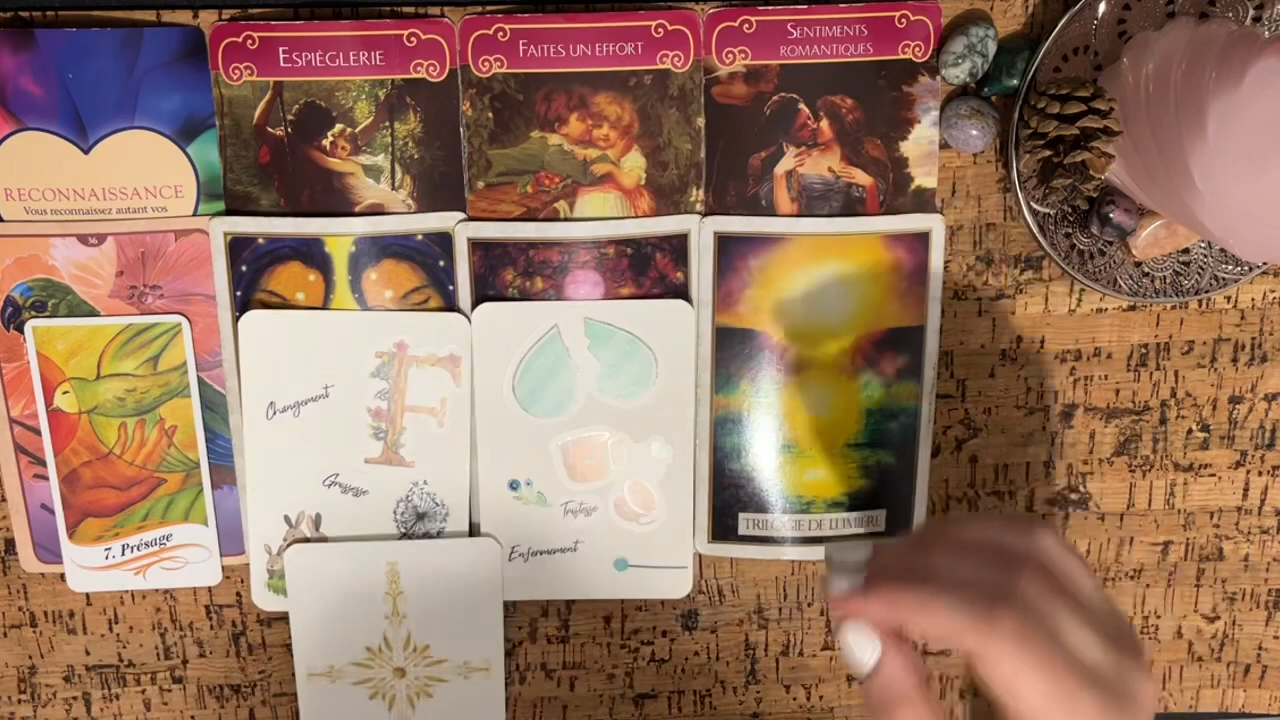 ESPIÈGLERIE
FAITES UN EFFORT
SENTIMENTS
ROMANTIQUES
RECONNAISSANCE
Vous reconnaissez autant vos
36
Changement
F
Grossesse
Tristesse
Enfermement
TRILOGIE DE LUMIÈRE
7. Présage